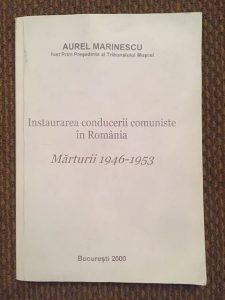 AUREL MARINESCU
fost Prim Președinte al Tribunalului Mușcel
Instaurarea conducerii comuniste
în România
Mărturii 1946-1953
București 2000